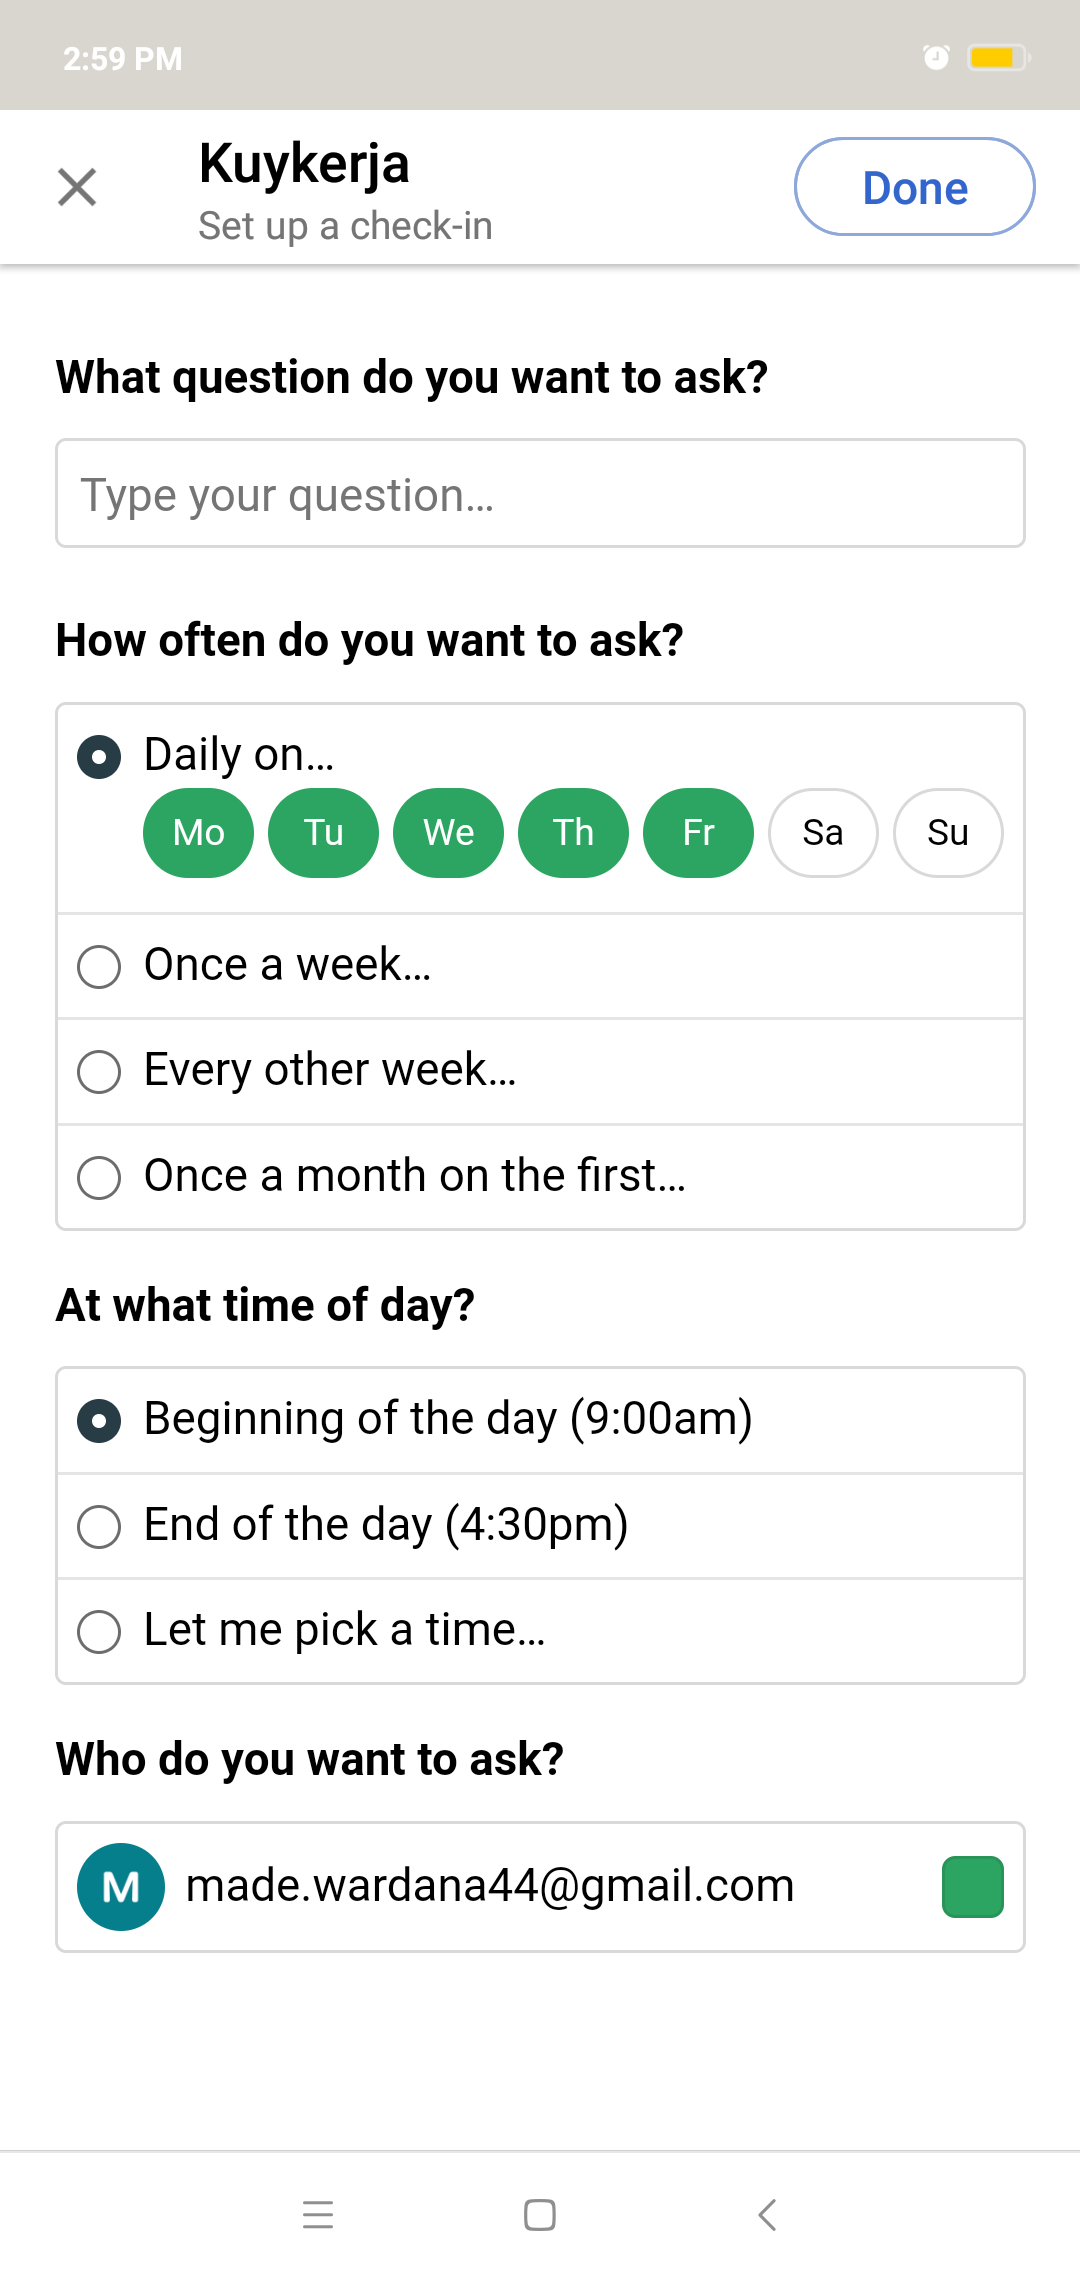 2:59 PM
Kuykerja
Set up a check-in
Done
What question do you want to ask?
Type your question...
How often do you want to ask?
Daily on...
Mo Tu We Th Fr Sa Su
Once a week...
Every other week...
Once a month on the first...
At what time of day?
Beginning of the day (9:00am)
End of the day (4:30pm)
Let me pick a time...
Who do you want to ask?
M made.wardana44@gmail.com